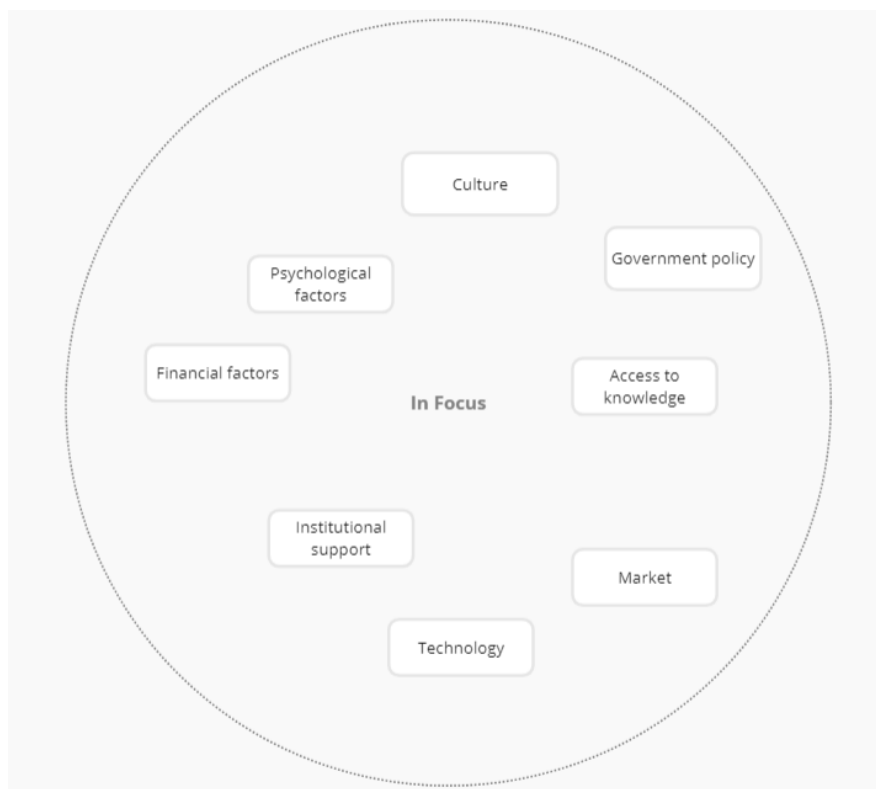 Culture
Government policy
Psychological
factors
Financial factors
Access to
knowledge
In Focus
Institutional
support
Market
Technology